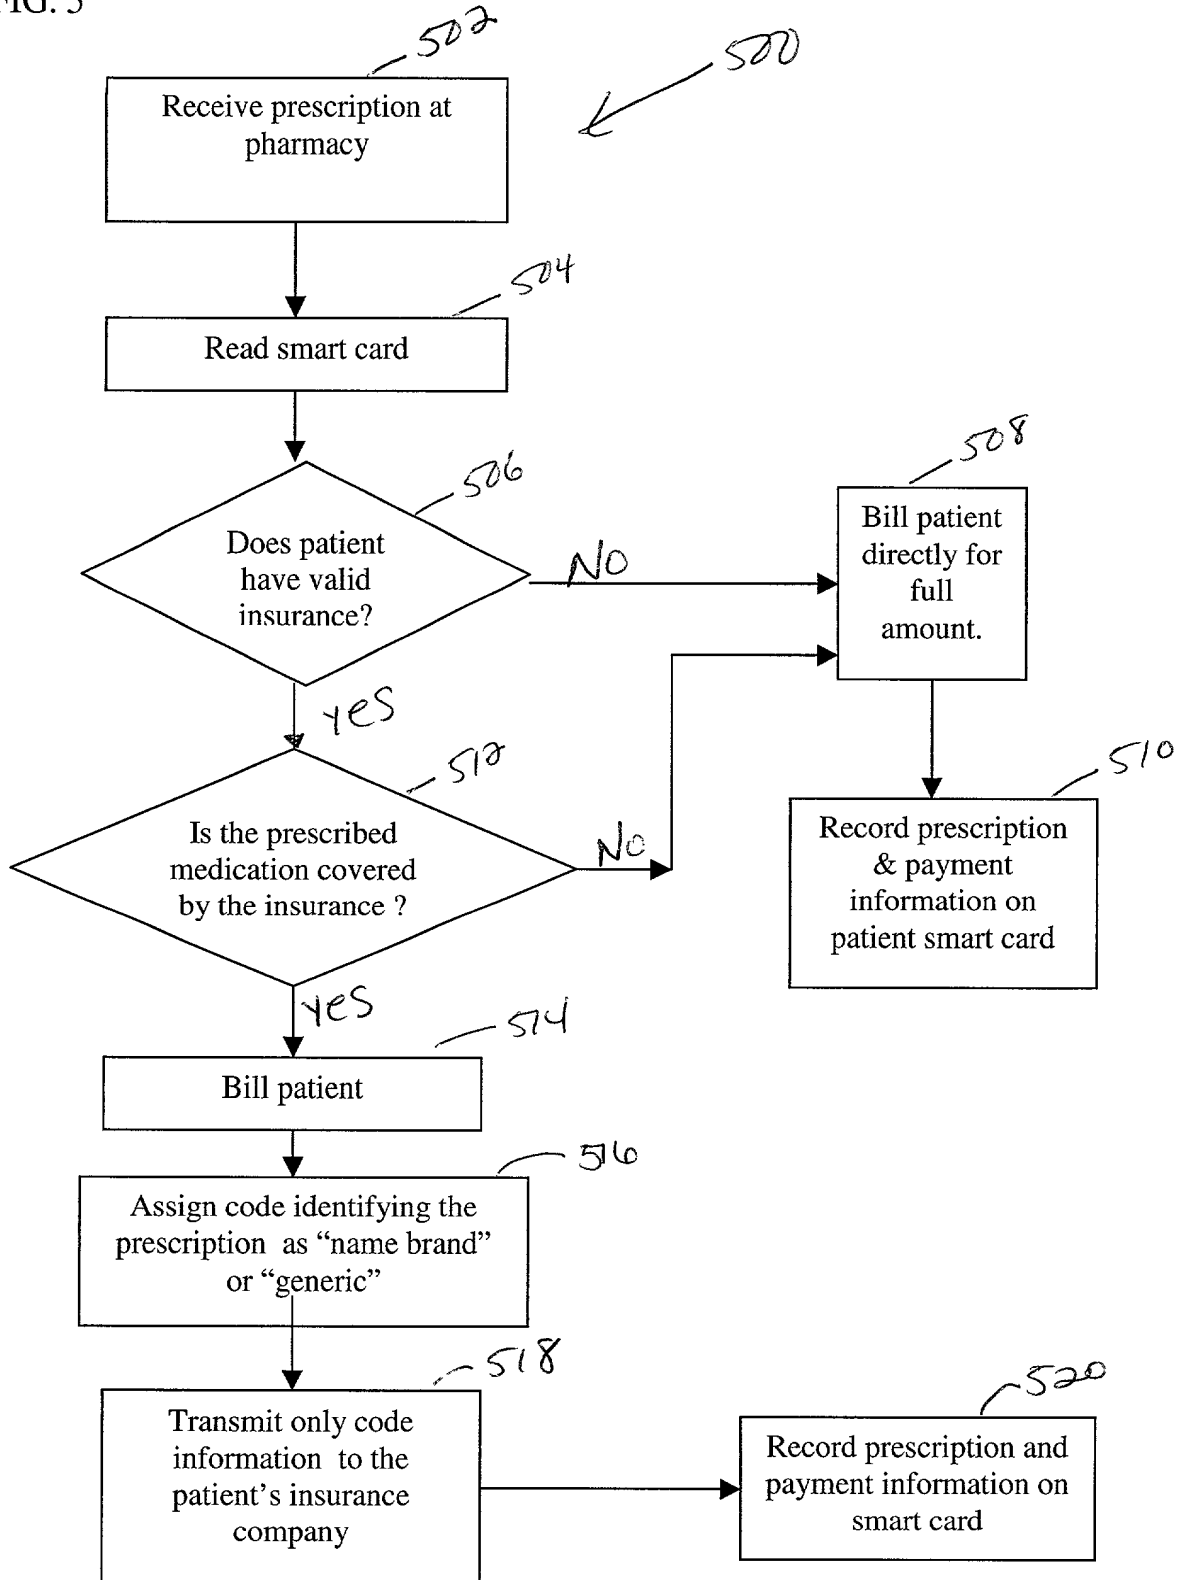 FIG. 5
502
500
Receive prescription at
pharmacy
504
Read smart card
506
508
Does patient
have valid
insurance?
NO
Bill patient
directly for
full
amount.
yes
512
510
Is the prescribed
medication covered
by the insurance ?
No
Record prescription
& payment
information on
patient smart card
yes
514
Bill patient
516
Assign code identifying the
prescription as “name brand”
or “generic”
518
520
Transmit only code
information to the
patient’s insurance
company
Record prescription and
payment information on
smart card